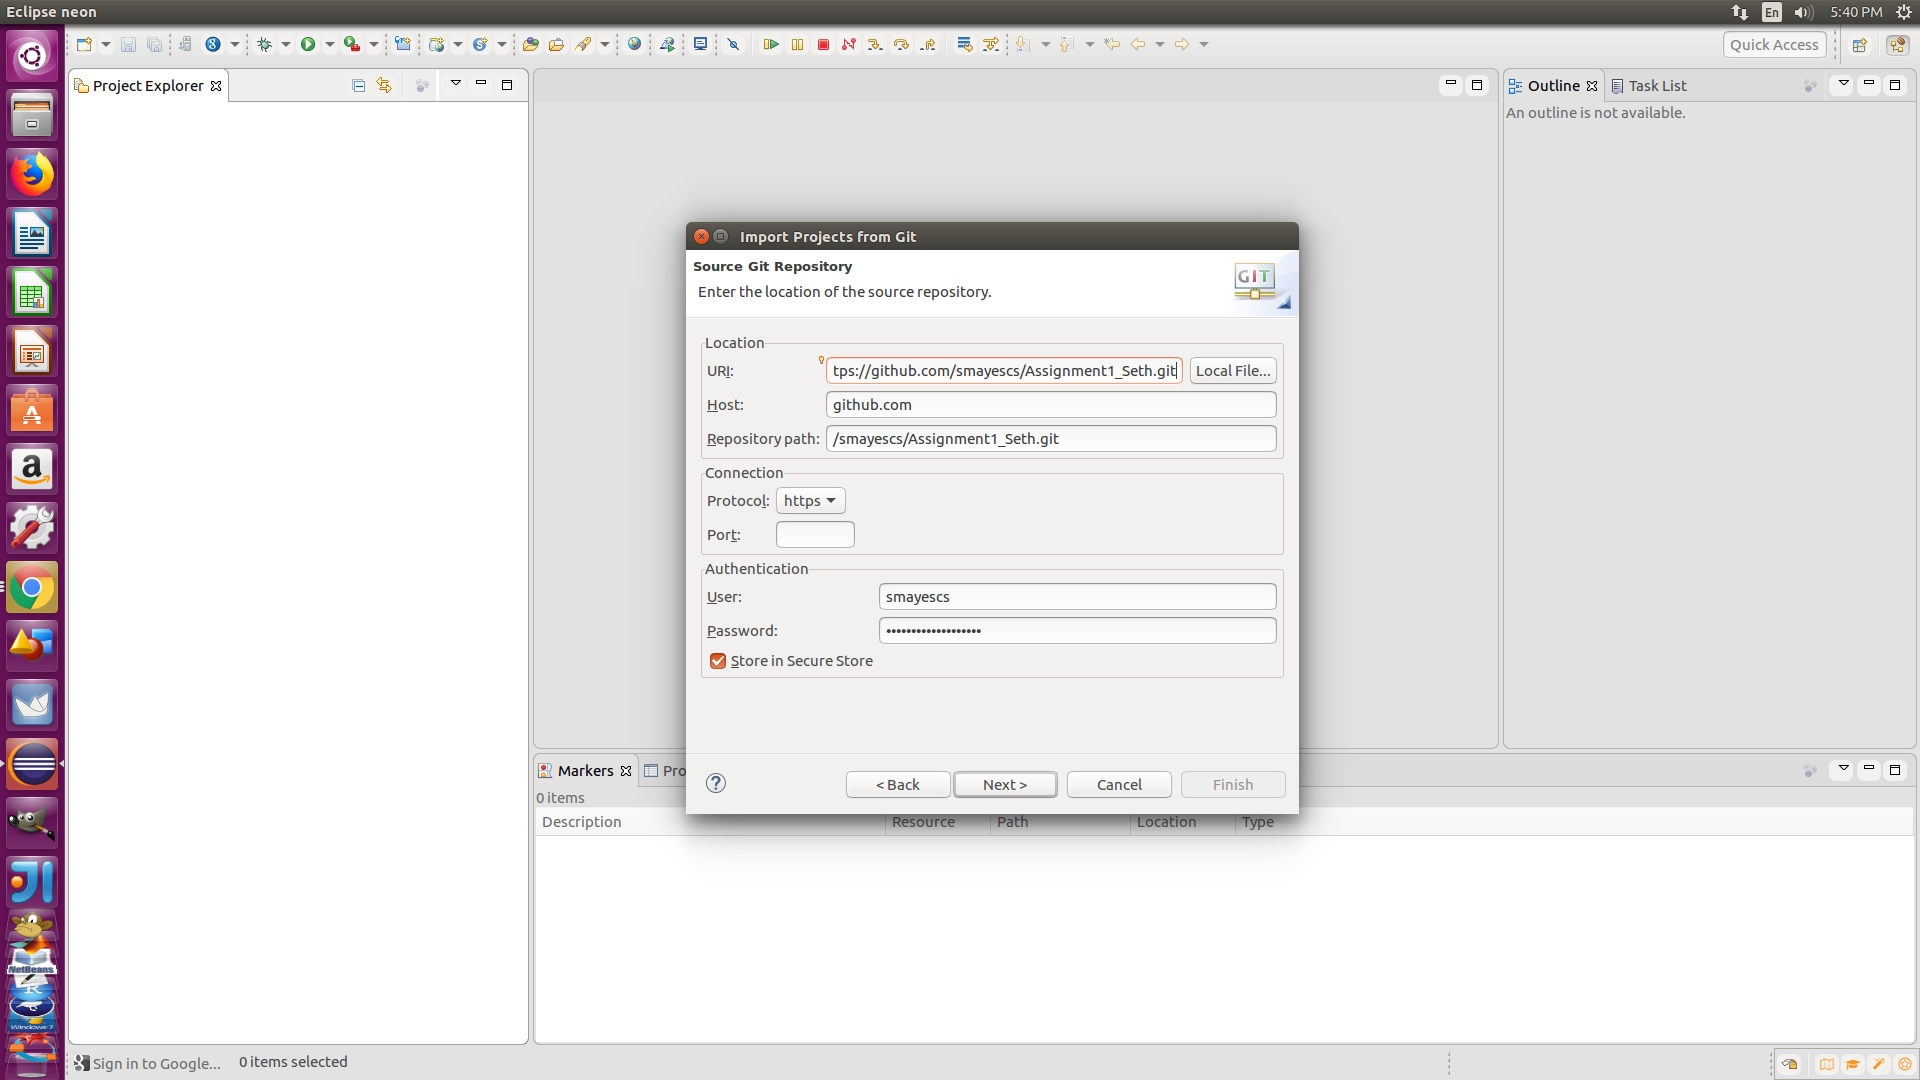 Eclipse neon
En
5:40 PM
Quick Access
Project Explorer
Outline
Task List
An outline is not available.
Import Projects from Git
Source Git Repository
Enter the location of the source repository.
GIT
Location
URI:
tps://github.com/smayescs/Assignment1_Seth.git
Local File...
Host:
github.com
Repository path:
/smayescs/Assignment1_Seth.git
Connection
Protocol:
https
Port:
Authentication
User:
smayescs
Password:
•••••••••••••••••••
Store in Secure Store
< Back
Next >
Cancel
Finish
Markers
Pro
0 items
Description
Resource
Path
Location
Type
NetBeans
Sign in to Google...
0 items selected